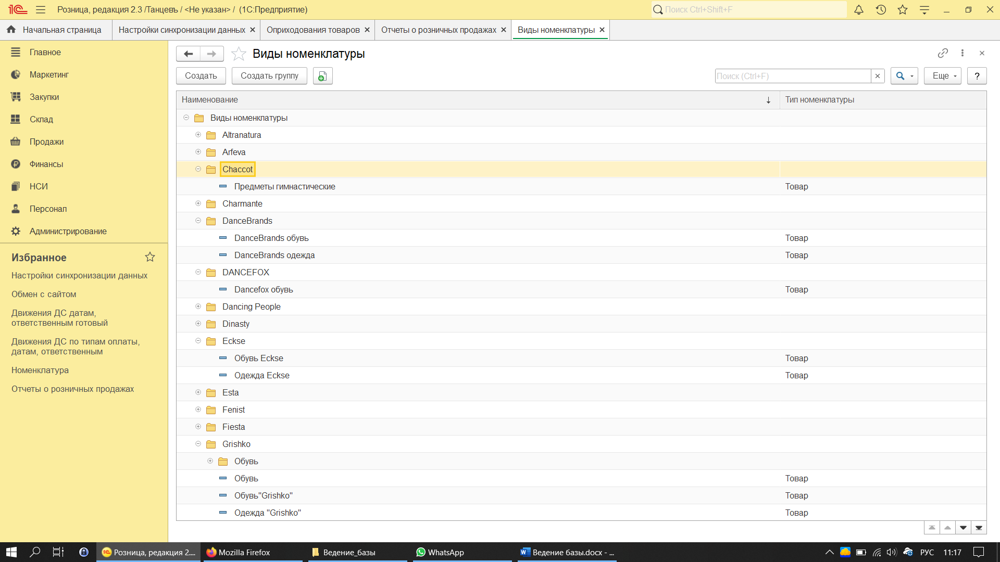 Розница, редакция 2.3 /Танцевъ / <Не указан> / (1С:Предприятие)
Поиск Ctrl+Shift+F
Начальная страница
Настройки синхронизации данных
Оприходования товаров
Отчеты о розничных продажах
Виды номенклатуры
Главное
Маркетинг
Закупки
Склад
Продажи
Финансы
НСИ
Персонал
Администрирование
Избранное
Настройки синхронизации данных
Обмен с сайтом
Движения ДС датам,
ответственным готовый
Движения ДС по типам оплаты,
датам, ответственным
Номенклатура
Отчеты о розничных продажах
Виды номенклатуры
Создать
Создать группу
Поиск (Ctrl+F)
Еще
?
Наименование
Тип номенклатуры
Виды номенклатуры
Altranatura
Arfeva
Chaccot
Предметы гимнастические Товар
Charmante
DanceBrands
DanceBrands обувь Товар
DanceBrands одежда Товар
DANCEFOX
Dancefox обувь Товар
Dancing People
Dinasty
Eckse
Обувь Eckse Товар
Одежда Eckse Товар
Esta
Fenist
Fiesta
Grishko
Обувь
Обувь Товар
Обувь"Grishko" Товар
Одежда "Grishko" Товар
Розница, редакция 2....
Mozilla Firefox
Ведение_базы
WhatsApp
Ведение базы.docx - ...
РУС
11:17